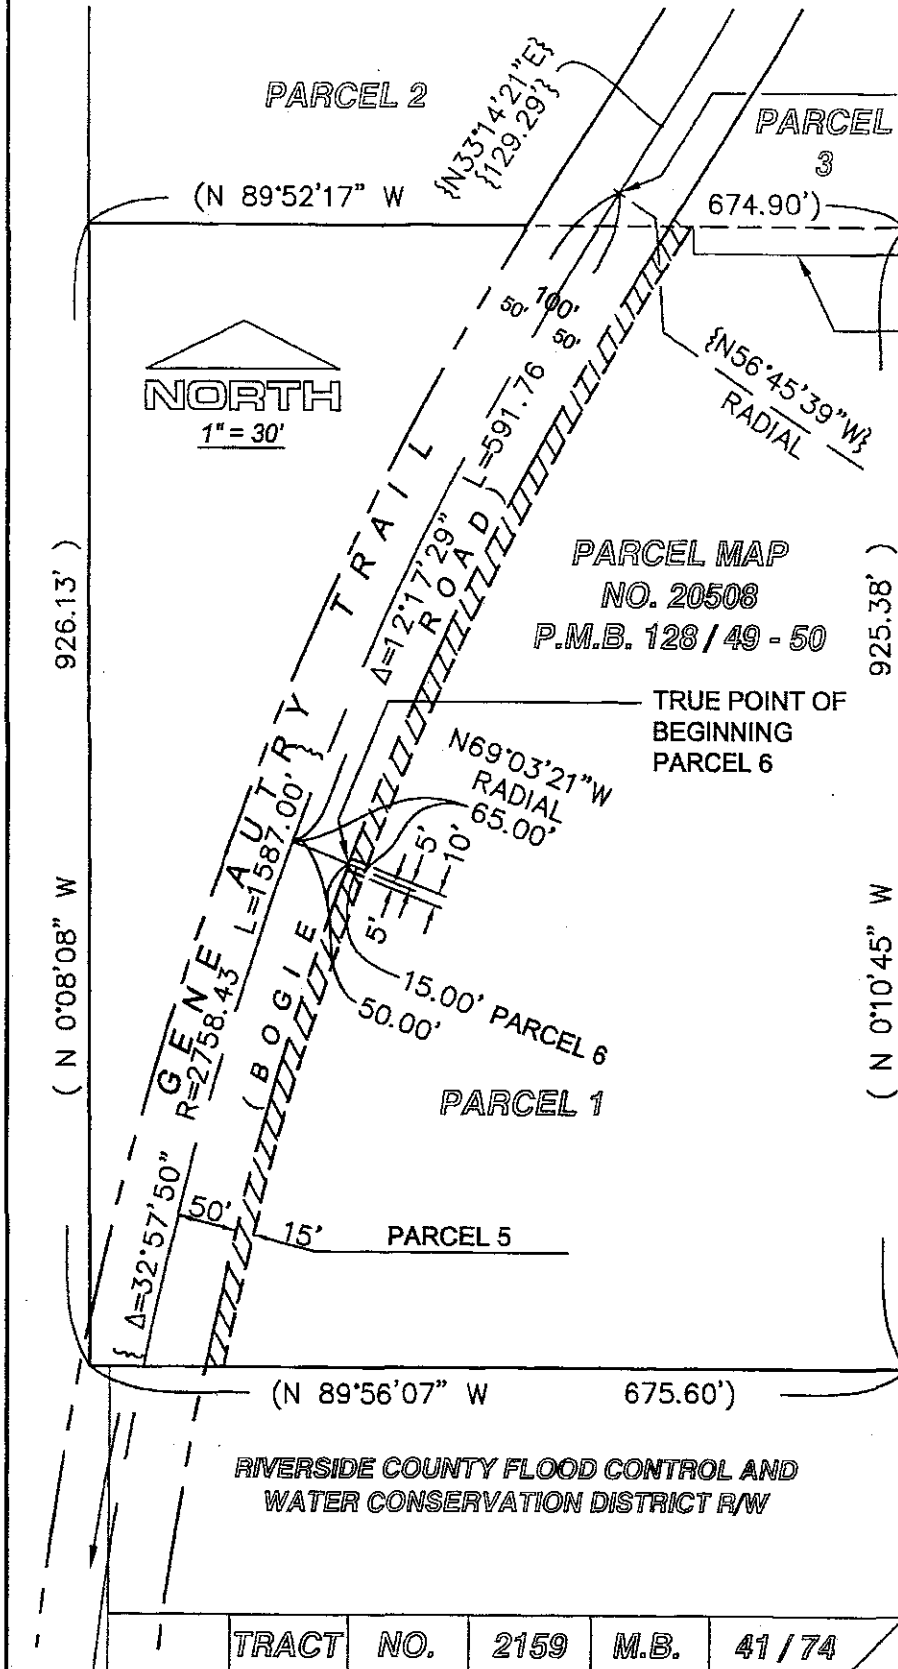 PARCEL 2
{N33°14'21"E}
{129.29'}
PARCEL
3
(N 89°52'17" W
674.90')
50'
100'
50'
{N56°45'39"W}
RADIAL
NORTH
1" = 30'
GENE AUTRY TRAIL
(BOGIE ROAD)
Δ=12°17'29" L=591.76
PARCEL MAP
NO. 20508
P.M.B. 128 / 49 - 50
926.13' )
925.38' )
TRUE POINT OF
BEGINNING
PARCEL 6
N69°03'21"W
RADIAL
65.00'
5'
10'
5'
15.00' PARCEL 6
50.00'
( N 0°08'08" W
( N 0°10'45" W
PARCEL 1
{ Δ=32°57'50" R=2758.43 L=1587.00' }
50'
15'
PARCEL 5
(N 89°56'07" W
675.60')
RIVERSIDE COUNTY FLOOD CONTROL AND
WATER CONSERVATION DISTRICT R/W
TRACT NO. 2159 M.B. 41 / 74